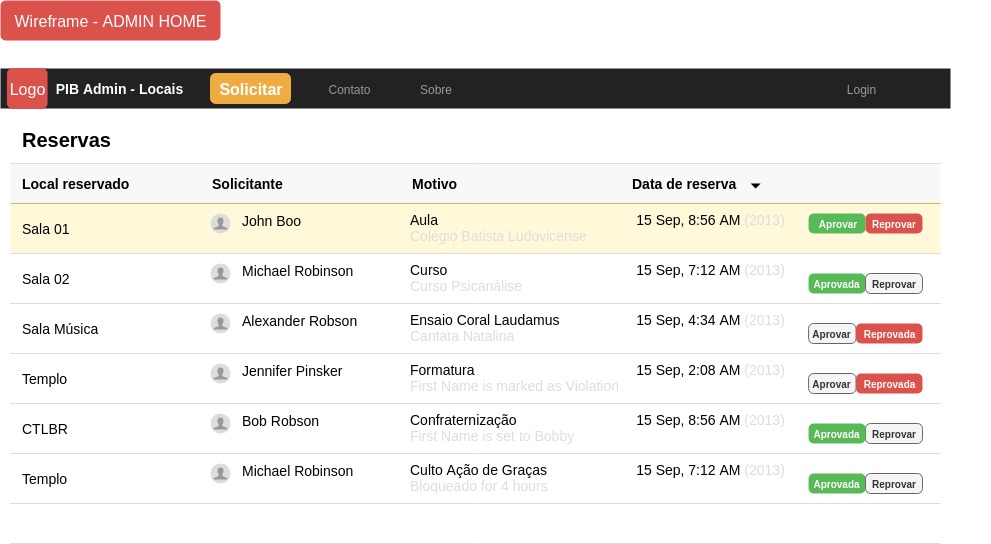 Wireframe - ADMIN HOME
Logo PIB Admin - Locais Solicitar Contato Sobre Login
Reservas
Local reservado Solicitante Motivo Data de reserva
Sala 01 John Boo Aula 15 Sep, 8:56 AM (2013) Aprovar Reprovar
Colégio Batista Ludovicense
Sala 02 Michael Robinson Curso 15 Sep, 7:12 AM (2013) Aprovada Reprovar
Curso Psicanálise
Sala Música Alexander Robson Ensaio Coral Laudamus 15 Sep, 4:34 AM (2013) Aprovar Reprovada
Cantata Natalina
Templo Jennifer Pinsker Formatura 15 Sep, 2:08 AM (2013) Aprovar Reprovada
First Name is marked as Violation
CTLBR Bob Robson Confraternização 15 Sep, 8:56 AM (2013) Aprovada Reprovar
First Name is set to Bobby
Templo Michael Robinson Culto Ação de Graças 15 Sep, 7:12 AM (2013) Aprovada Reprovar
Bloqueado for 4 hours